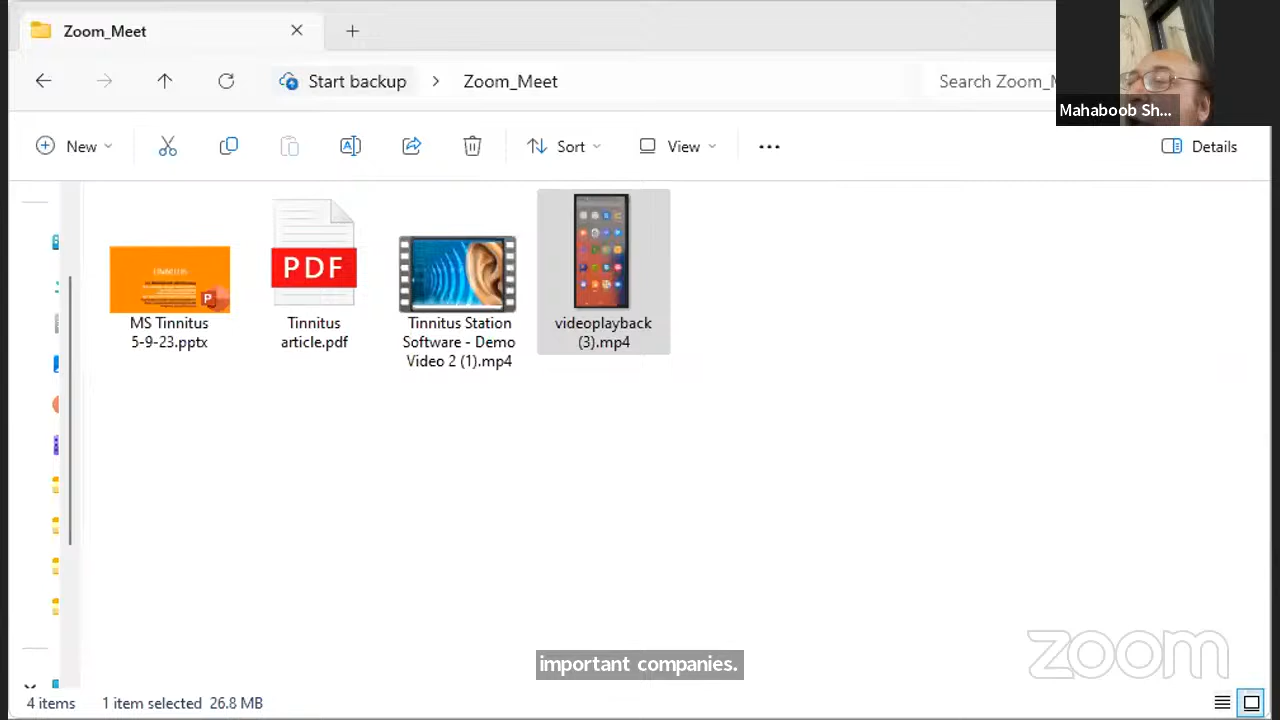 Zoom_Meet
Start backup > Zoom_Meet
Search Zoom_M
Mahaboob Sh...
New
Sort
View
Details
PDF
MS Tinnitus
5-9-23.pptx
Tinnitus
article.pdf
Tinnitus Station
Software - Demo
Video 2 (1).mp4
videoplayback
(3).mp4
important companies.
zoom
4 items
1 item selected 26.8 MB